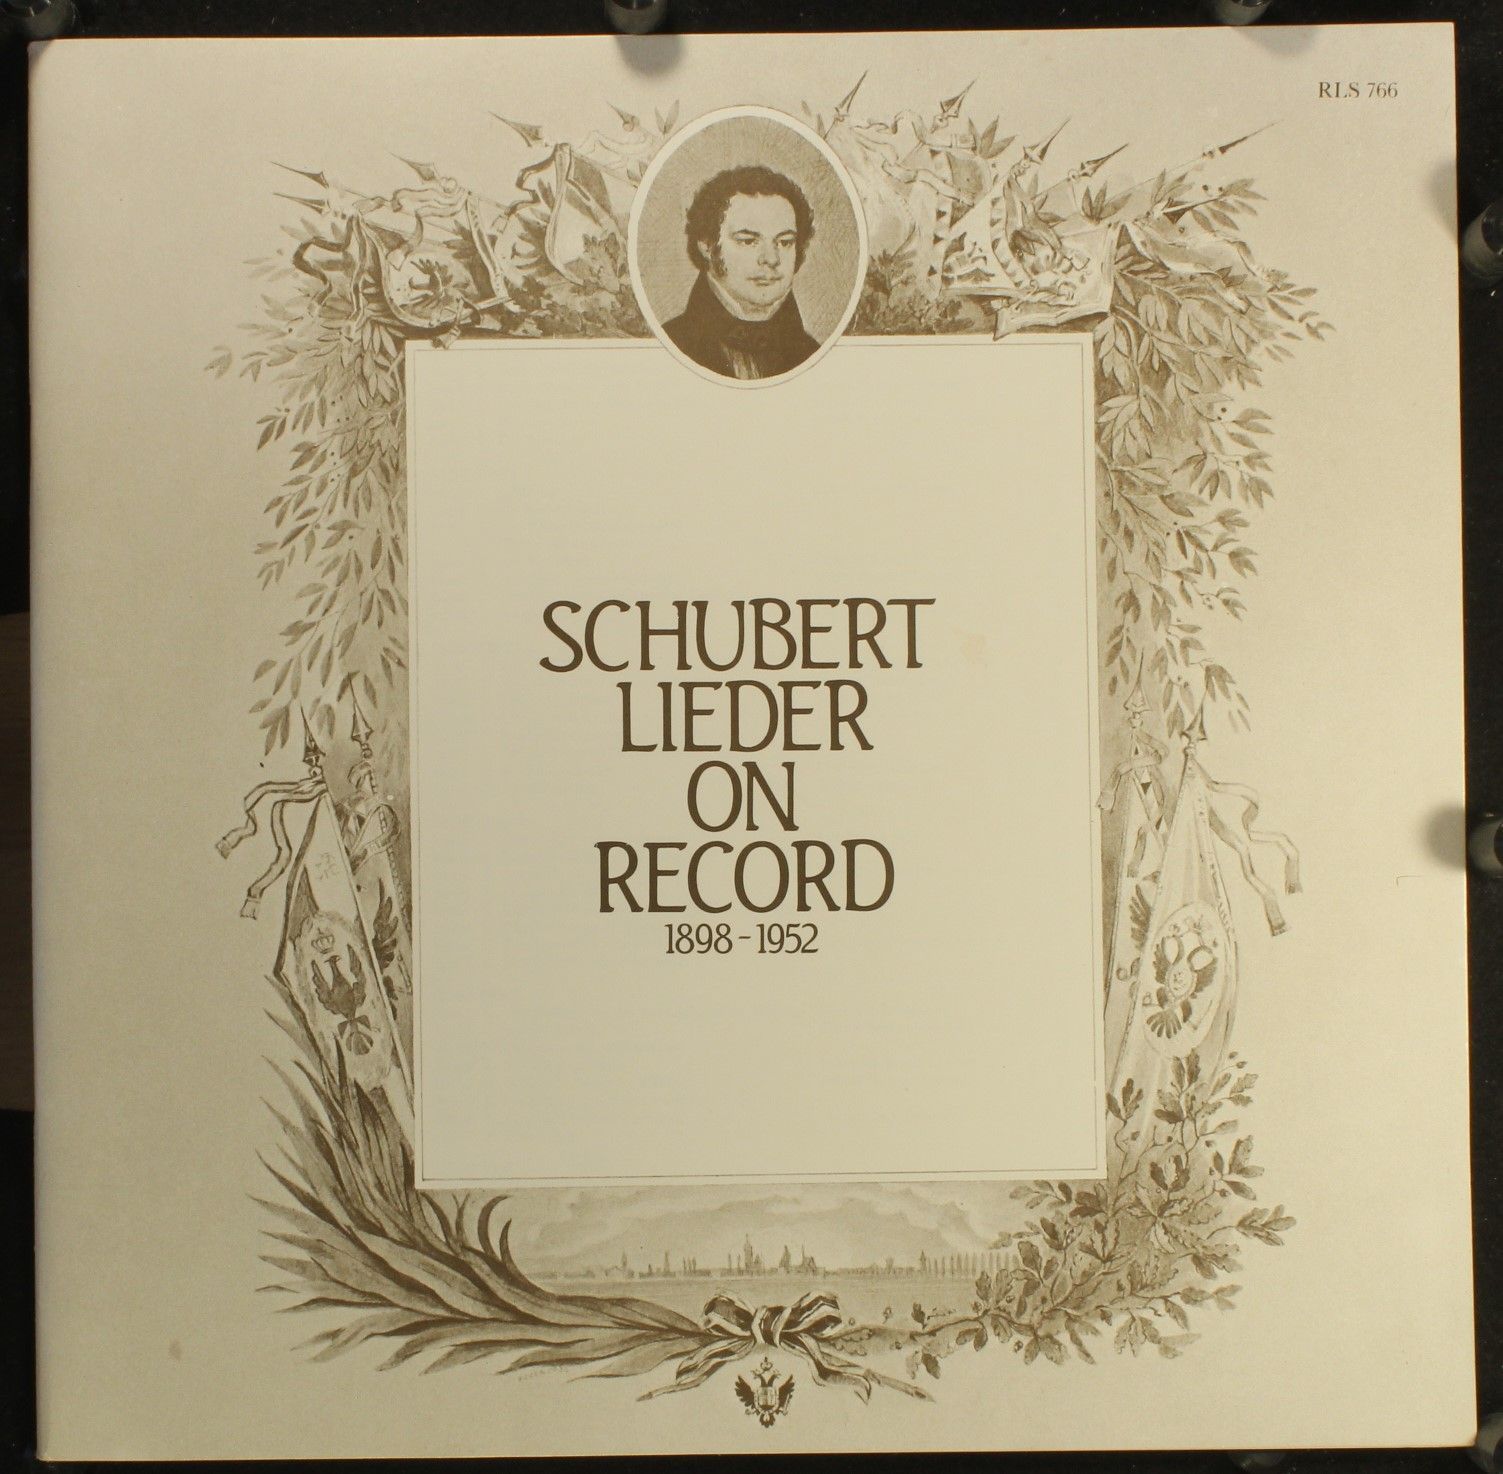 RLS 766
SCHUBERT
LIEDER
ON
RECORD
1898-1952